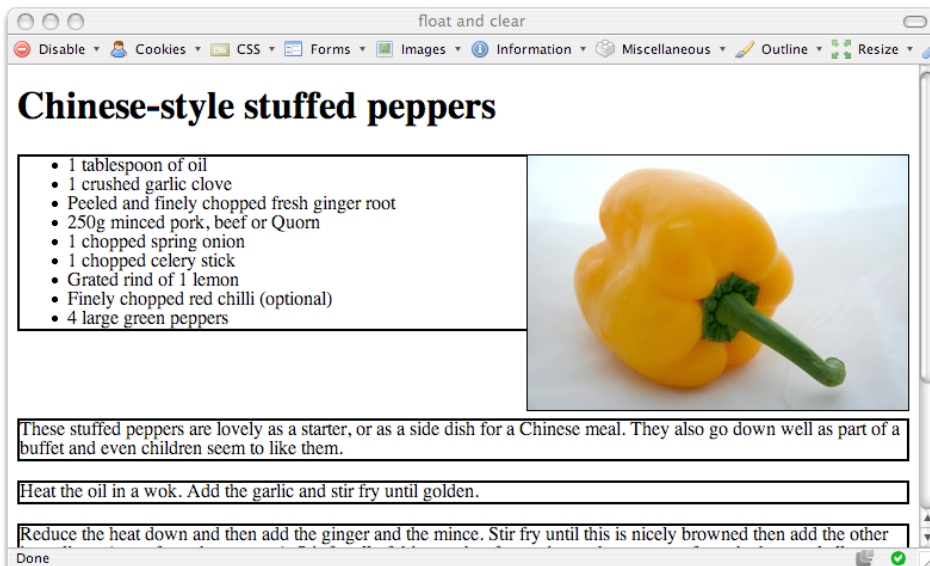 float and clear
Disable Cookies CSS Forms Images Information Miscellaneous Outline Resize
Chinese-style stuffed peppers
• 1 tablespoon of oil
• 1 crushed garlic clove
• Peeled and finely chopped fresh ginger root
• 250g minced pork, beef or Quorn
• 1 chopped spring onion
• 1 chopped celery stick
• Grated rind of 1 lemon
• Finely chopped red chilli (optional)
• 4 large green peppers
These stuffed peppers are lovely as a starter, or as a side dish for a Chinese meal. They also go down well as part of a
buffet and even children seem to like them.
Heat the oil in a wok. Add the garlic and stir fry until golden.
Reduce the heat down and then add the ginger and the mince. Stir fry until this is nicely browned then add the other
Done